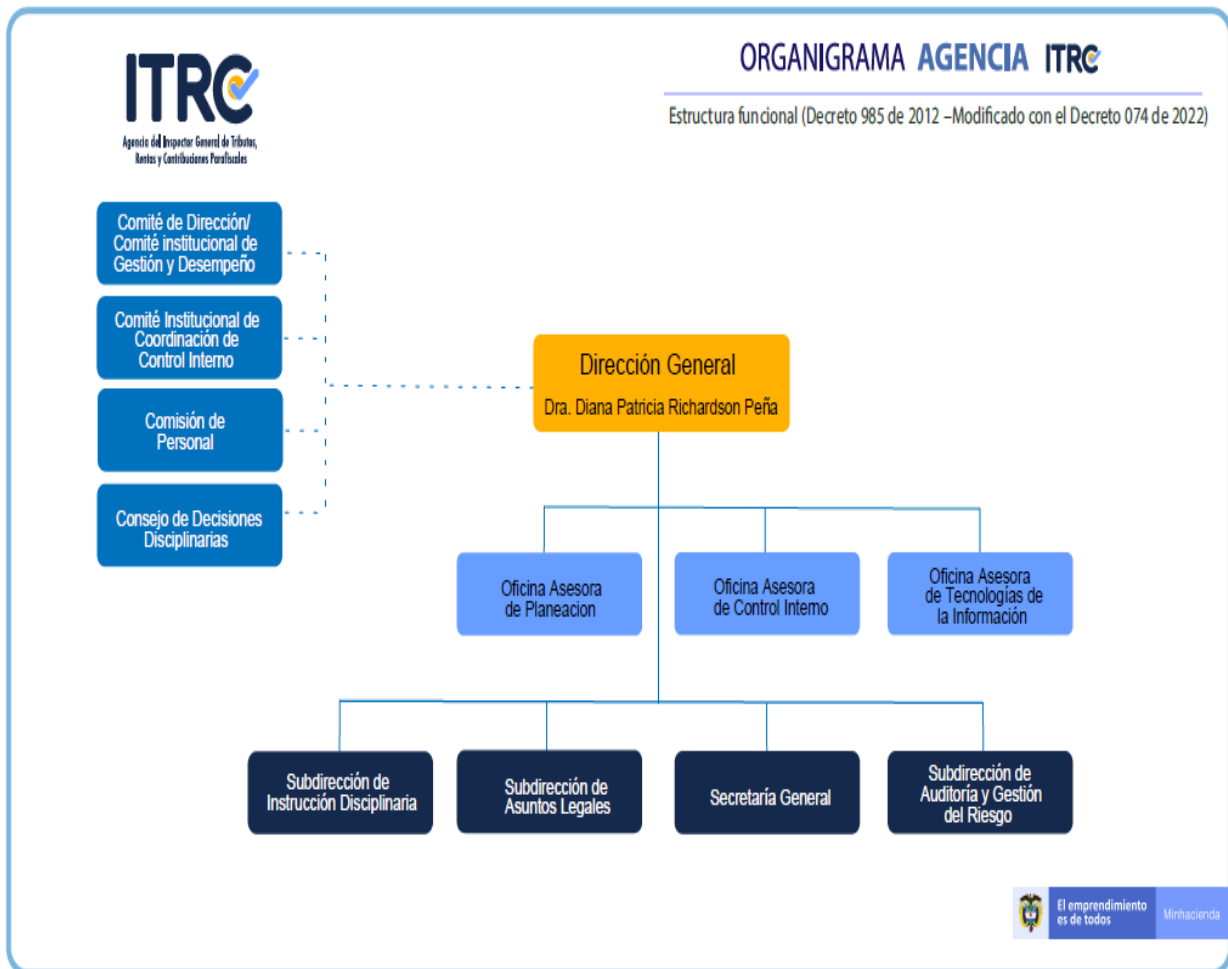 ITRC
Agencia del Inspector General de Tributos,
Rentas y Contribuciones Parafiscales
ORGANIGRAMA AGENCIA ITRC
Estructura funcional (Decreto 985 de 2012 –Modificado con el Decreto 074 de 2022)
Comité de Dirección/
Comité institucional de
Gestión y Desempeño
Comité Institucional de
Coordinación de
Control Interno
Comisión de
Personal
Consejo de Decisiones
Disciplinarias
Dirección General
Dra. Diana Patricia Richardson Peña
Oficina Asesora
de Planeacion
Oficina Asesora
de Control Interno
Oficina Asesora
de Tecnologías de
la Información
Subdirección de
Instrucción Disciplinaria
Subdirección de
Asuntos Legales
Secretaría General
Subdirección de
Auditoría y Gestión
del Riesgo
El emprendimiento
es de todos
Minhacienda